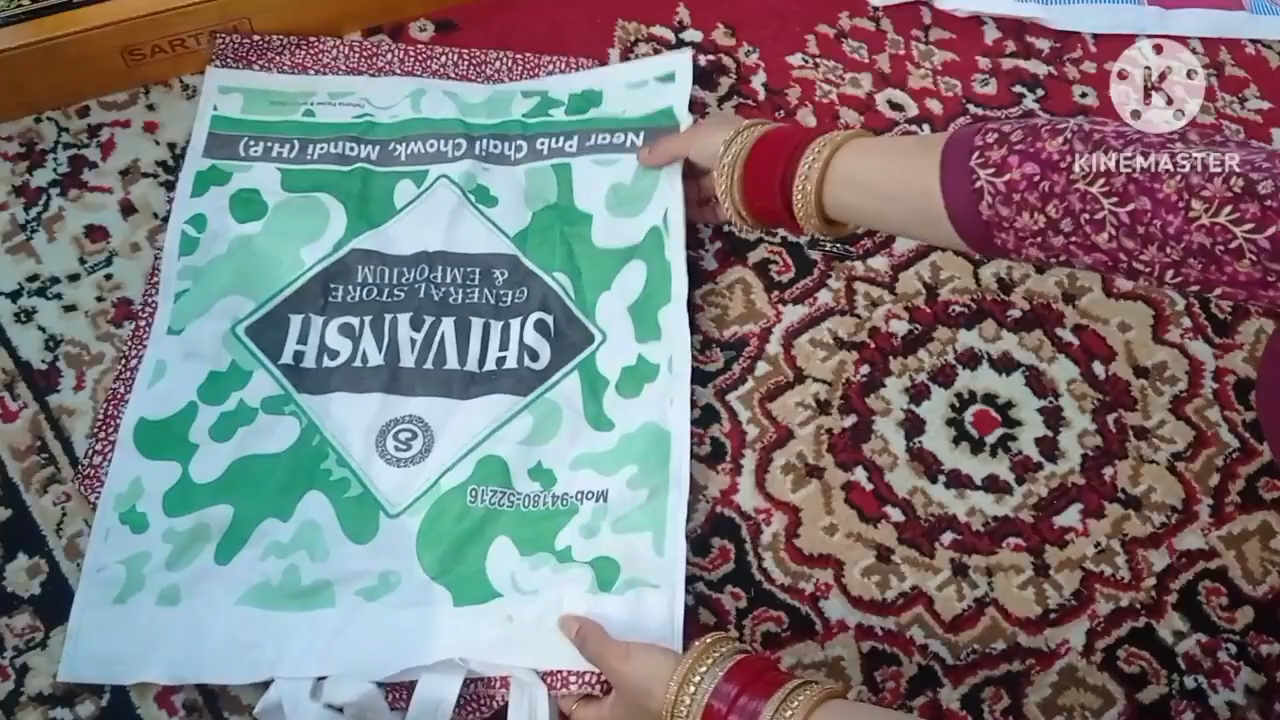 SHIVANSH
GENERAL STORE
& EMPORIUM
S
Mob-94180-52216
Near Pnb Chaji Chowk, Mandi (H.P.)
K
KINEMASTER